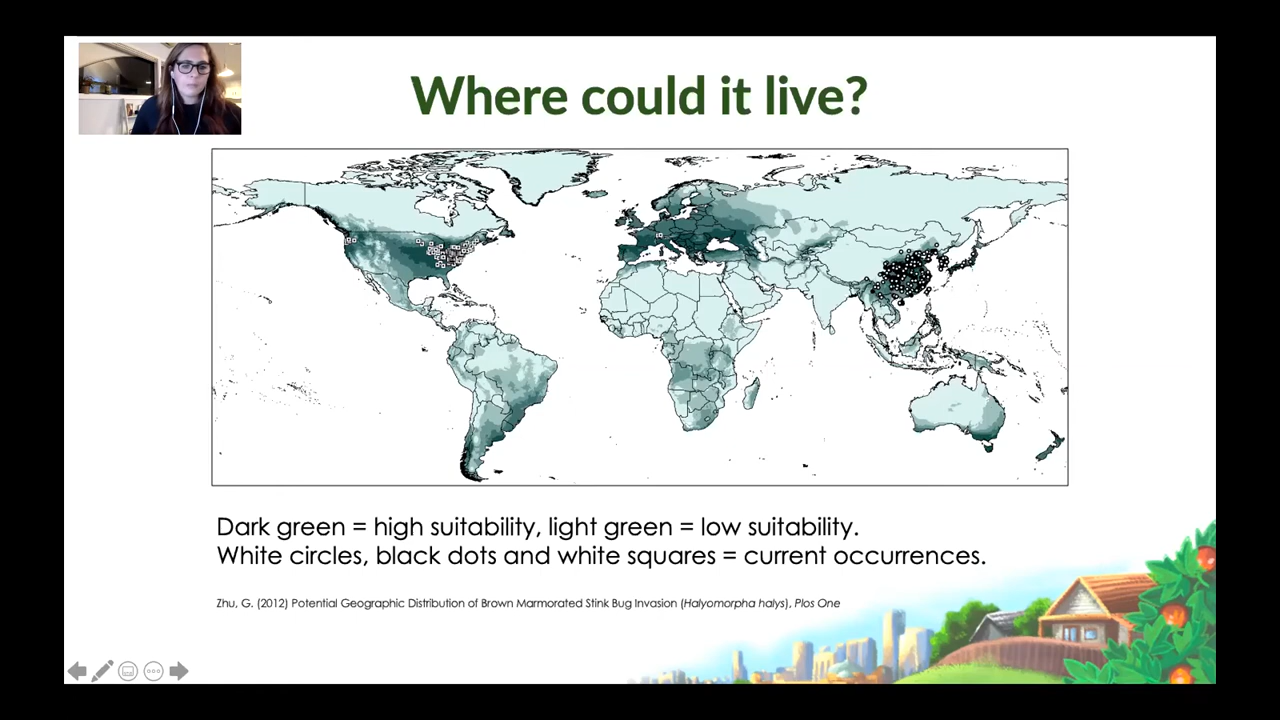 Where could it live?
Dark green = high suitability, light green = low suitability.
White circles, black dots and white squares = current occurrences.
Zhu, G. (2012) Potential Geographic Distribution of Brown Marmorated Stink Bug Invasion (Halyomorpha halys), Plos One